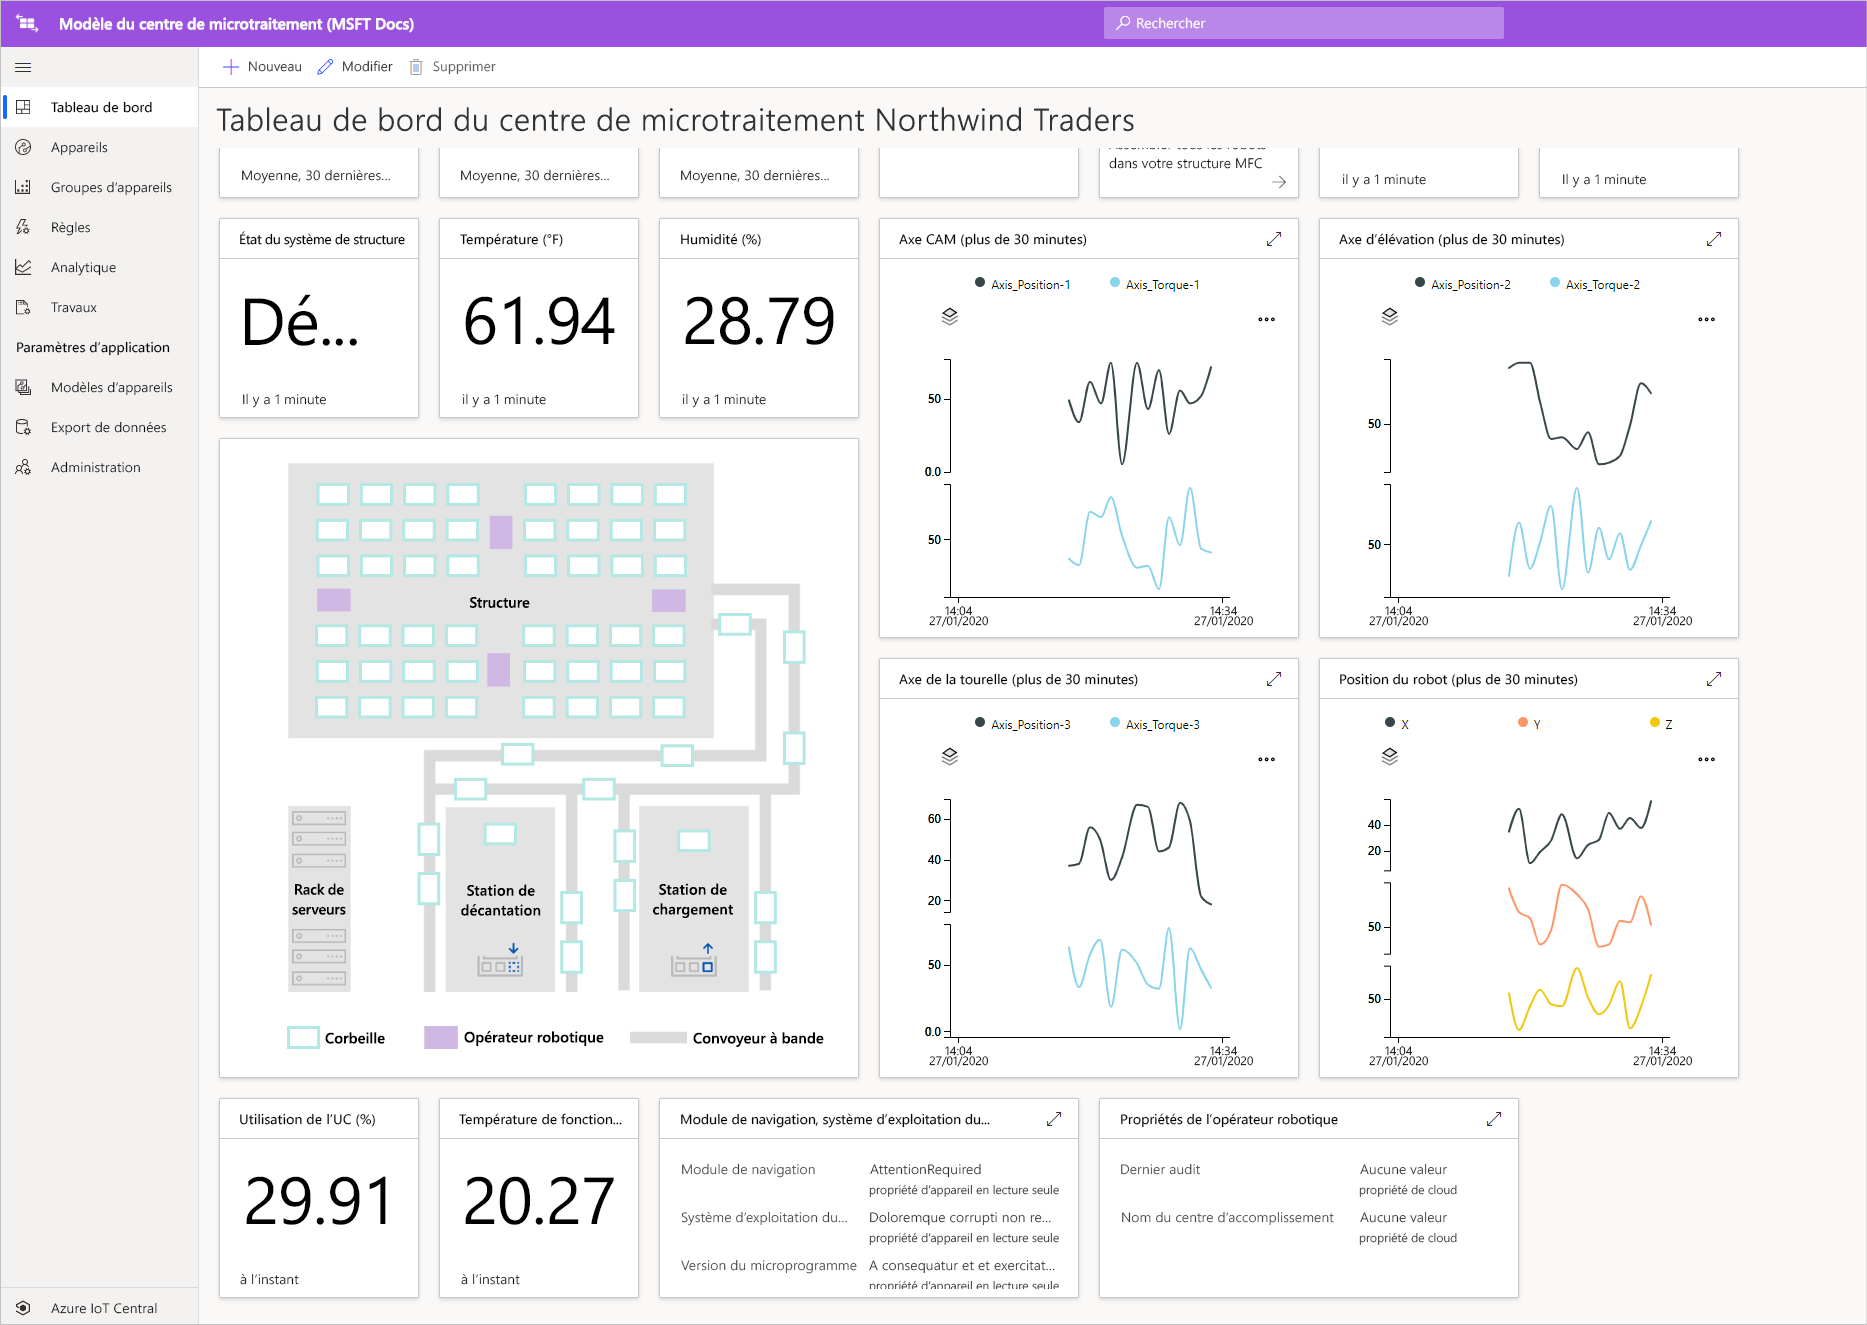 Modèle du centre de microtraitement (MSFT Docs)
Rechercher
Nouveau
Modifier
Supprimer
Tableau de bord
Appareils
Groupes d’appareils
Règles
Analytique
Travaux
Paramètres d’application
Modèles d’appareils
Export de données
Administration
Azure IoT Central
Tableau de bord du centre de microtraitement Northwind Traders
Moyenne, 30 dernières...
Moyenne, 30 dernières...
Moyenne, 30 dernières...
dans votre structure MFC
il y a 1 minute
Il y a 1 minute
État du système de structure
Dé...
Il y a 1 minute
Température (°F)
61.94
il y a 1 minute
Humidité (%)
28.79
il y a 1 minute
Axe CAM (plus de 30 minutes)
Axis_Position-1
Axis_Torque-1
50
0.0
50
14:04
27/01/2020
14:34
27/01/2020
Axe d’élévation (plus de 30 minutes)
Axis_Position-2
Axis_Torque-2
50
50
14:04
27/01/2020
14:34
27/01/2020
Structure
Rack de
serveurs
Station de
décantation
Station de
chargement
Corbeille
Opérateur robotique
Convoyeur à bande
Axe de la tourelle (plus de 30 minutes)
Axis_Position-3
Axis_Torque-3
60
40
20
50
0.0
14:04
27/01/2020
14:34
27/01/2020
Position du robot (plus de 30 minutes)
X
Y
Z
40
20
50
50
14:04
27/01/2020
14:34
27/01/2020
Utilisation de l’UC (%)
29.91
à l’instant
Température de fonction...
20.27
à l’instant
Module de navigation, système d’exploitation du...
Module de navigation
AttentionRequired
propriété d’appareil en lecture seule
Système d’exploitation du...
Doloremque corrupti non re...
propriété d’appareil en lecture seule
Version du microprogramme
A consequatur et et exercitat...
propriété d’appareil en lecture seule
Propriétés de l’opérateur robotique
Dernier audit
Aucune valeur
propriété de cloud
Nom du centre d’accomplissement
Aucune valeur
propriété de cloud